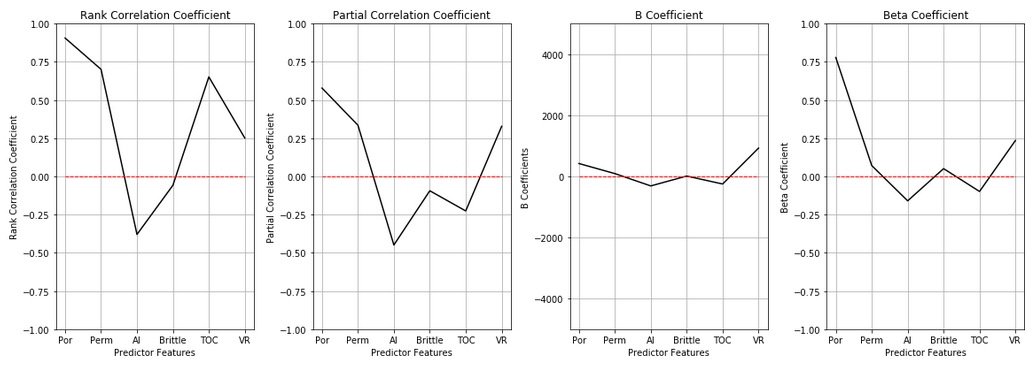 Rank Correlation Coefficient
Rank Correlation Coefficient
1.00
0.75
0.50
0.25
0.00
−0.25
−0.50
−0.75
−1.00
Por Perm AI Brittle TOC VR
Predictor Features
Partial Correlation Coefficient
Partial Correlation Coefficient
1.00
0.75
0.50
0.25
0.00
−0.25
−0.50
−0.75
−1.00
Por Perm AI Brittle TOC VR
Predictor Features
B Coefficient
B Coefficients
4000
2000
0
−2000
−4000
Por Perm AI Brittle TOC VR
Predictor Features
Beta Coefficient
Beta Coefficient
1.00
0.75
0.50
0.25
0.00
−0.25
−0.50
−0.75
−1.00
Por Perm AI Brittle TOC VR
Predictor Features